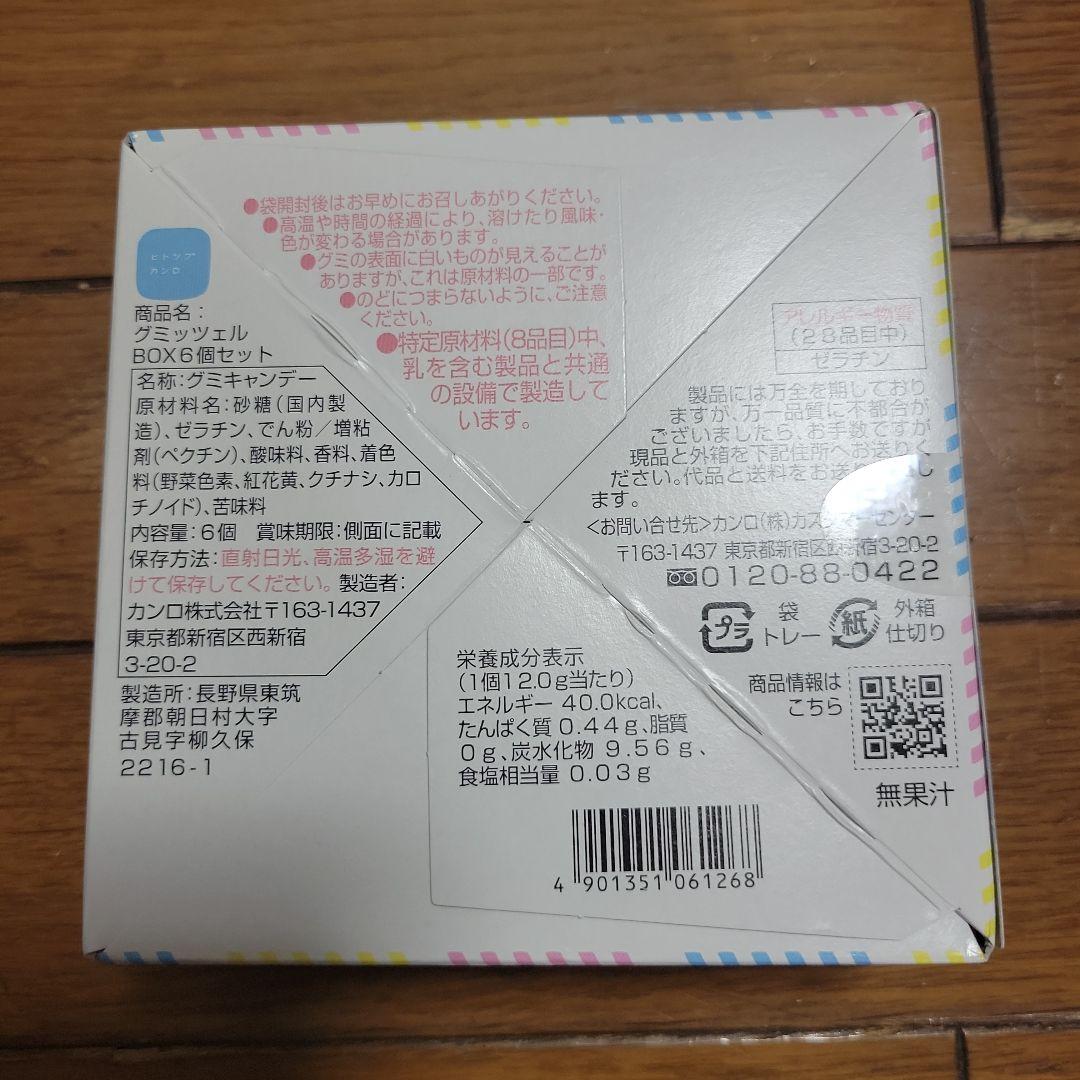 ヒトツブ
カンロ
商品名：
グミッツェル
BOX6個セット
名称：グミキャンデー
原材料名：砂糖（国内製
造）、ゼラチン、でん粉／増粘
剤（ペクチン）、酸味料、香料、着色
料（野菜色素、紅花黄、クチナシ、カロ
チノイド）、苦味料
内容量：6個　賞味期限：側面に記載
保存方法：直射日光、高温多湿を避
けて保存してください。製造者：
カンロ株式会社〒163-1437
東京都新宿区西新宿
3-20-2
製造所：長野県東筑
摩郡朝日村大字
古見字柳久保
2216-1
●袋開封後はお早めにお召しあがりください。
●高温や時間の経過により、溶けたり風味・
色が変わる場合があります。
●グミの表面に白いものが見えることが
ありますが、これは原材料の一部です。
●のどにつまらないように、ご注意
ください。
●特定原材料（8品目）中、
乳を含む製品と共通
の設備で製造して
います。
アレルギー物質
（28品目中）
ゼラチン
製品には万全を期しており
ますが、万一品質に不都合が
ございましたら、お手数ですが
現品と外箱を下記住所へお送りく
ださい。代品と送料をお送
ます。
＜お問い合せ先＞カンロ（株）カスタマーセンター
〒163-1437 東京都新宿区西新宿3-20-2
0120-88-0422
プラ
袋
トレー
紙
外箱
仕切り
商品情報は
こちら
無果汁
栄養成分表示
（1個12.0g当たり）
エネルギー 40.0kcal、
たんぱく質 0.44g、脂質
0g、炭水化物 9.56g、
食塩相当量 0.03g
4 901351 061268